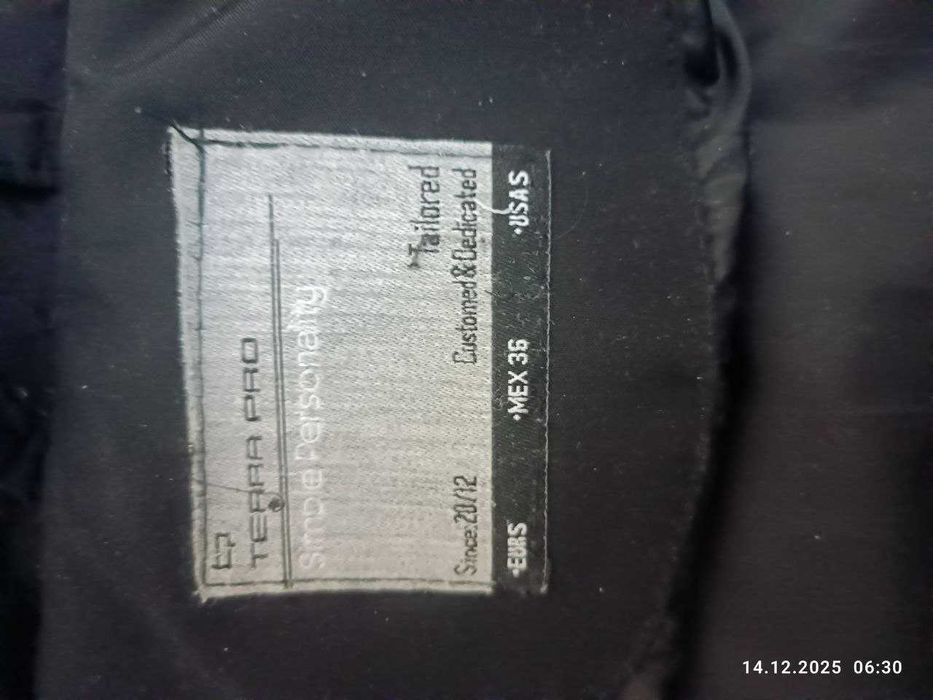 tp
TERRA PRO
Simple Personality
Tailored
Since:20/12 Customed&Dedicated
•EUR S •MEX 36 •USA S
14.12.2025 06:30